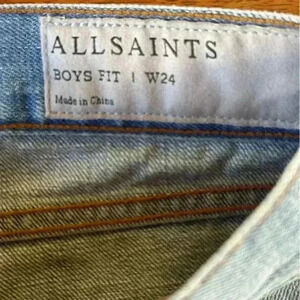 ALLSAINTS
BOYS FIT | W24
Made in China